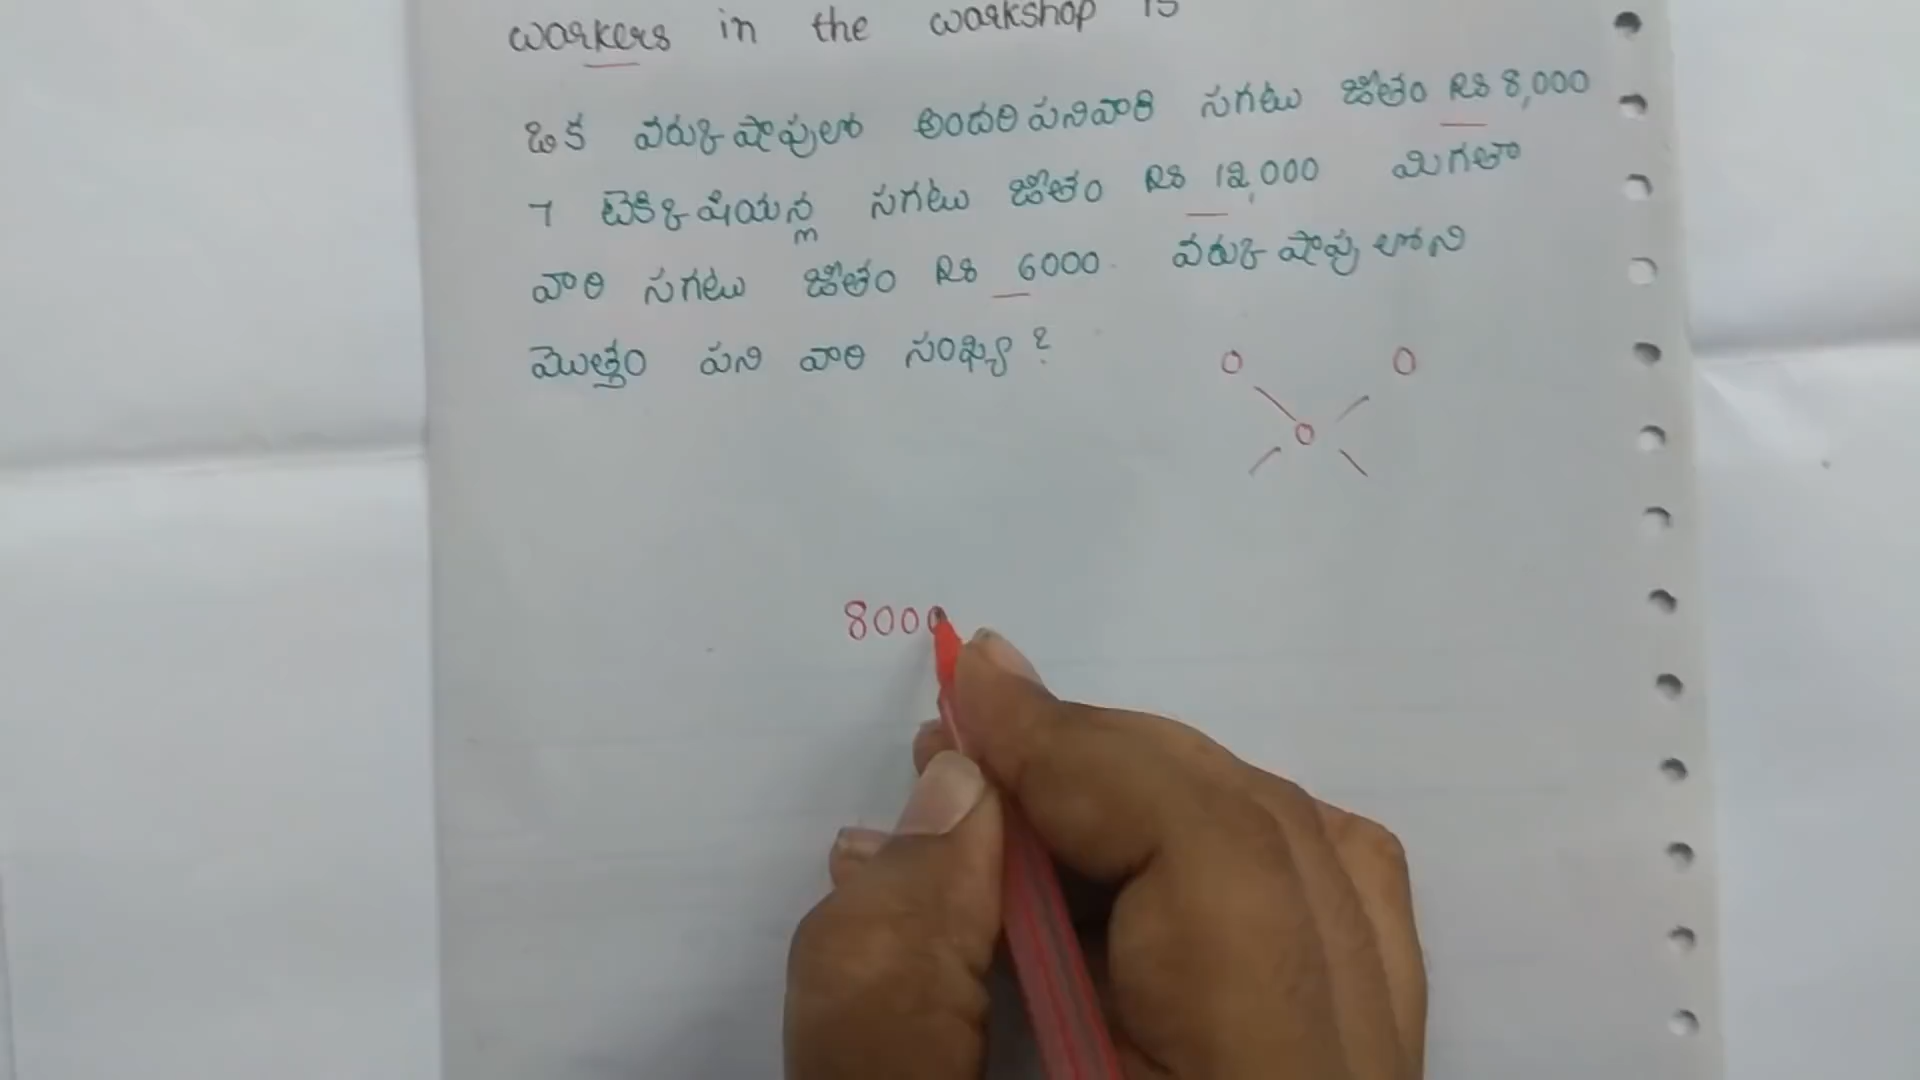 workers in the workshop is
ఒక వర్క్ షాపులో అందరి పనివారి సగటు జీతం Rs 8,000
7 టెక్నిషియన్ల సగటు జీతం Rs 12,000 మిగతా
వారి సగటు జీతం Rs 6000. వర్క్ షాపు లోని
మొత్తం పని వారి సంఖ్య ?
0 0
0
8000